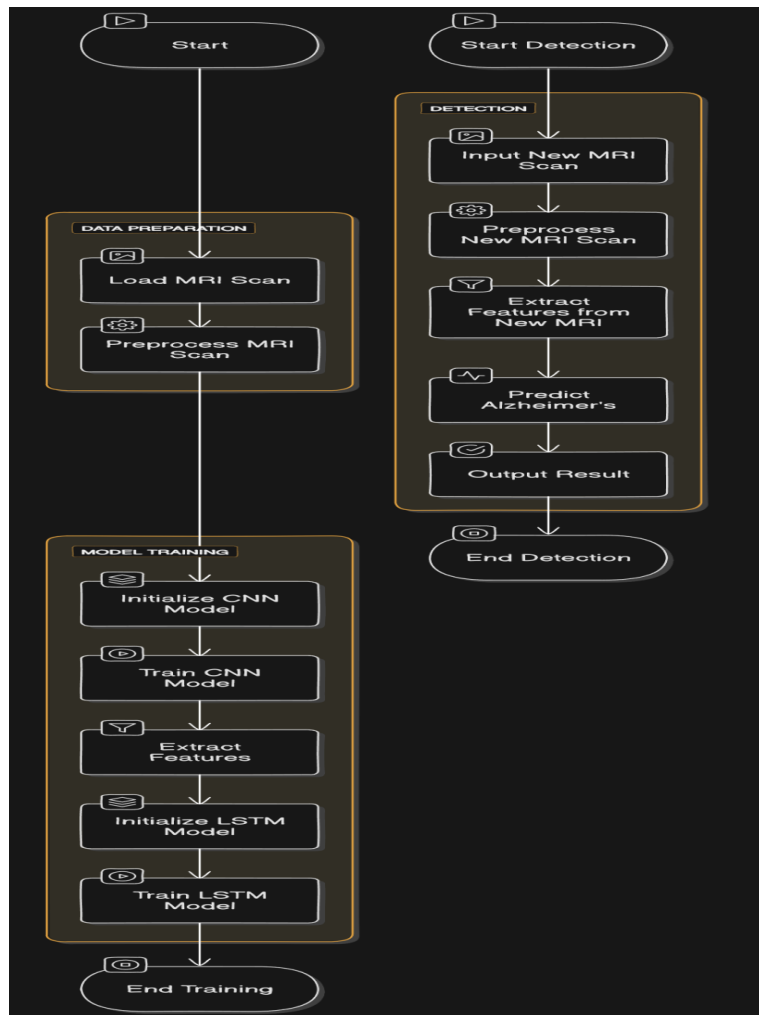 Start
DATA PREPARATION
Load MRI Scan
Preprocess MRI
Scan
MODEL TRAINING
Initialize CNN
Model
Train CNN
Model
Extract
Features
Initialize LSTM
Model
Train LSTM
Model
End Training
Start Detection
DETECTION
Input New MRI
Scan
Preprocess
New MRI Scan
Extract
Features from
New MRI
Predict
Alzheimer's
Output Result
End Detection